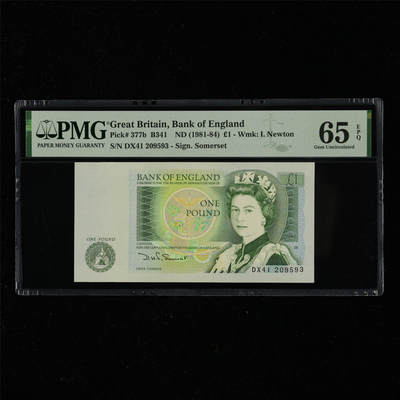 PMG
PAPER MONEY GUARANTY
Great Britain, Bank of England
Pick# 377b B341 ND (1981-84) £1 - Wmk: I. Newton
S/N DX41 209593 - Sign. Somerset
65 EPQ
Gem Uncirculated
BANK OF ENGLAND
£1
ONE
POUND
ONE POUND
DX41 209593